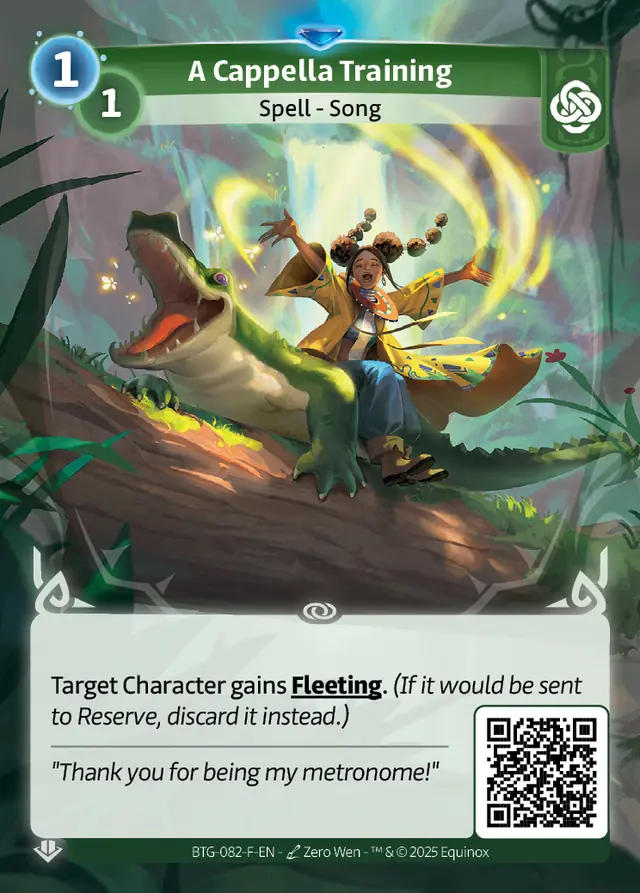 1
A Cappella Training
1
Spell - Song
Target Character gains Fleeting. (If it would be sent
to Reserve, discard it instead.)
"Thank you for being my metronome!"
BTG-082-F-EN - Zero Wen - ™ & © 2025 Equinox